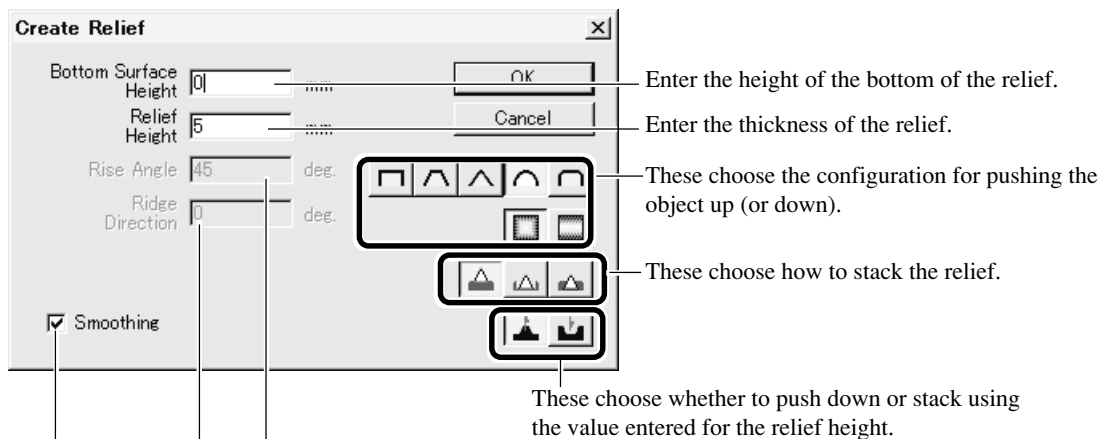 Create Relief
Bottom Surface
Height 0 mm
OK
Enter the height of the bottom of the relief.
Relief
Height 5 mm
Cancel
Enter the thickness of the relief.
Rise Angle 45 deg.
These choose the configuration for pushing the
object up (or down).
Ridge
Direction 0 deg.
These choose how to stack the relief.
Smoothing
These choose whether to push down or stack using
the value entered for the relief height.